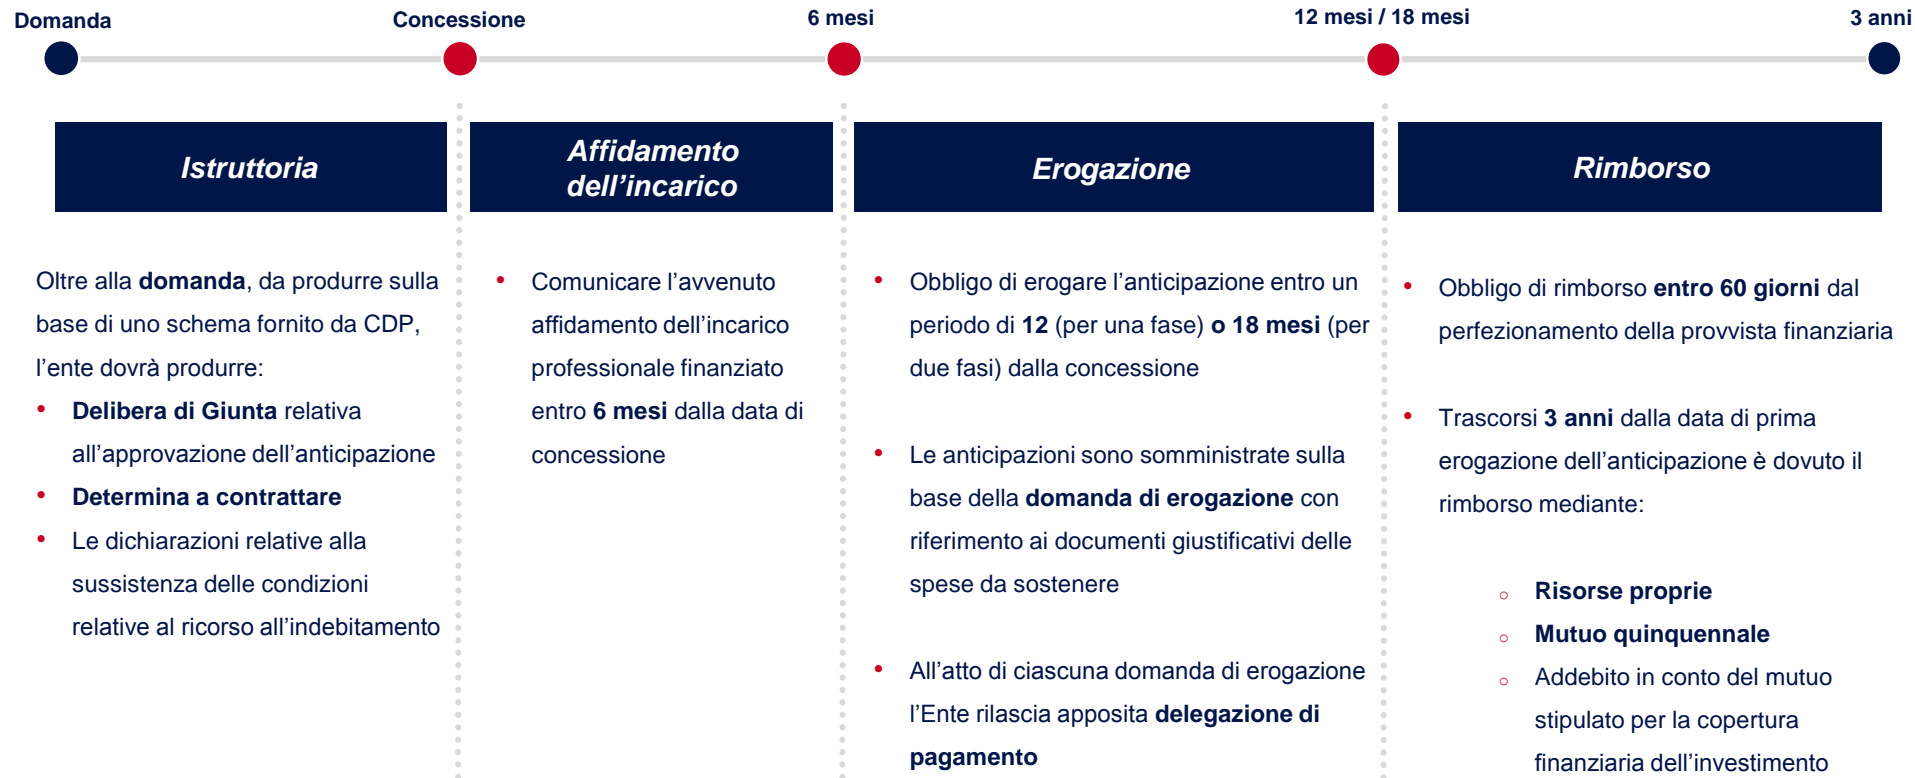 Domanda
Concessione
6 mesi
12 mesi / 18 mesi
3 anni
Istruttoria
Oltre alla domanda, da produrre sulla
base di uno schema fornito da CDP,
l'ente dovrà produrre:
• Delibera di Giunta relativa
all'approvazione dell'anticipazione
• Determina a contrattare
• Le dichiarazioni relative alla
sussistenza delle condizioni
relative al ricorso all'indebitamento
Affidamento
dell'incarico
• Comunicare l'avvenuto
affidamento dell'incarico
professionale finanziato
entro 6 mesi dalla data di
concessione
Erogazione
• Obbligo di erogare l'anticipazione entro un
periodo di 12 (per una fase) o 18 mesi (per
due fasi) dalla concessione
• Le anticipazioni sono somministrate sulla
base della domanda di erogazione con
riferimento ai documenti giustificativi delle
spese da sostenere
• All'atto di ciascuna domanda di erogazione
l'Ente rilascia apposita delegazione di
pagamento
Rimborso
• Obbligo di rimborso entro 60 giorni dal
perfezionamento della provvista finanziaria
• Trascorsi 3 anni dalla data di prima
erogazione dell'anticipazione è dovuto il
rimborso mediante:
○ Risorse proprie
○ Mutuo quinquennale
○ Addebito in conto del mutuo
stipulato per la copertura
finanziaria dell'investimento